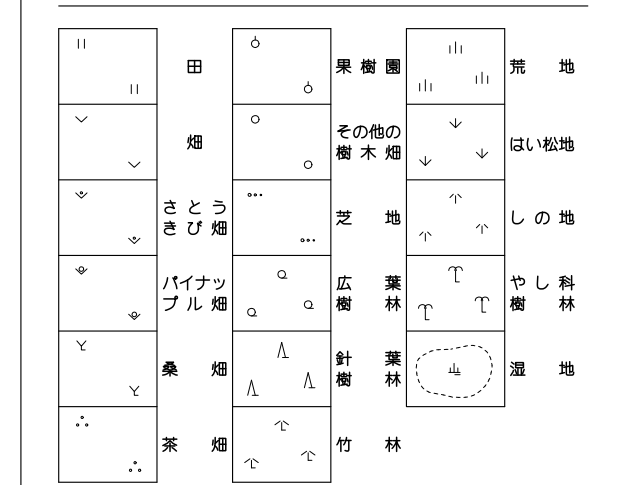 田
畑
さとう
きび畑
パイナッ
プル畑
桑畑
茶畑
果樹園
その他の
樹木畑
芝地
広葉
樹林
針葉
樹林
竹林
荒地
はい松地
しの地
やし科
樹林
湿地